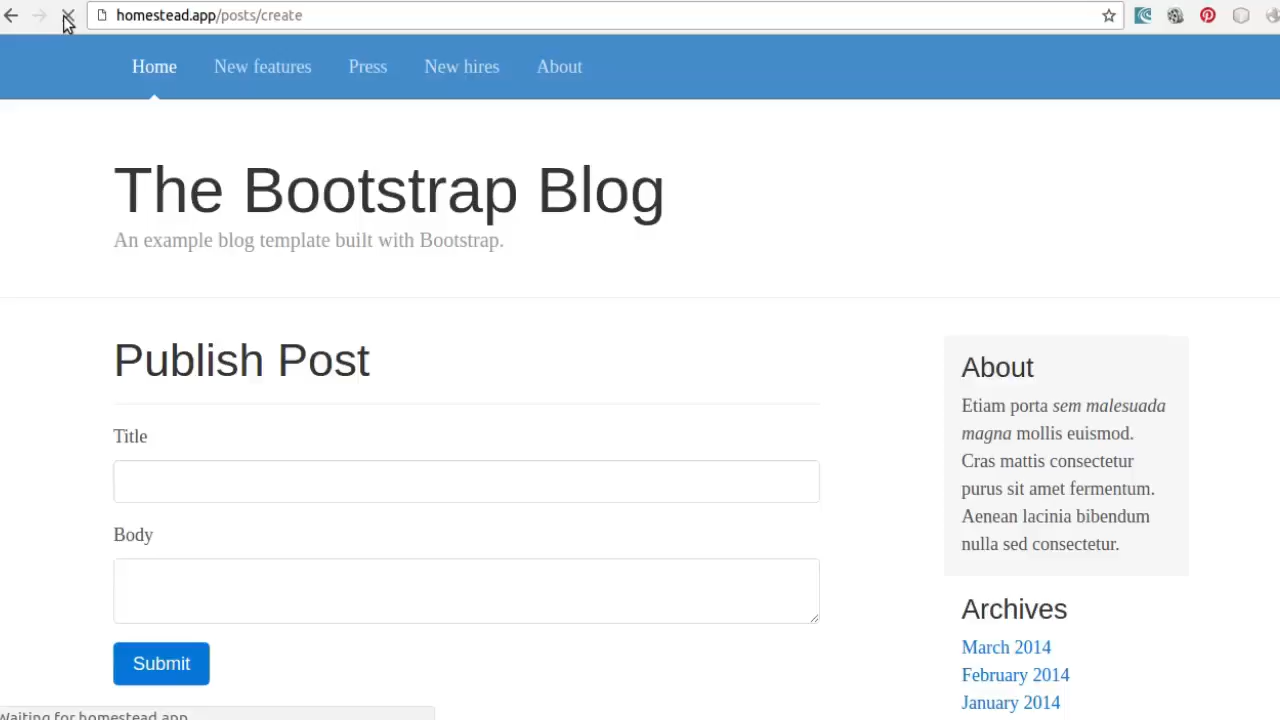 homestead.app/posts/create
Home New features Press New hires About
The Bootstrap Blog
An example blog template built with Bootstrap.
Publish Post
Title
Body
Submit
About
Etiam porta sem malesuada
magna mollis euismod.
Cras mattis consectetur
purus sit amet fermentum.
Aenean lacinia bibendum
nulla sed consectetur.
Archives
March 2014
February 2014
January 2014
Waiting for homestead.app